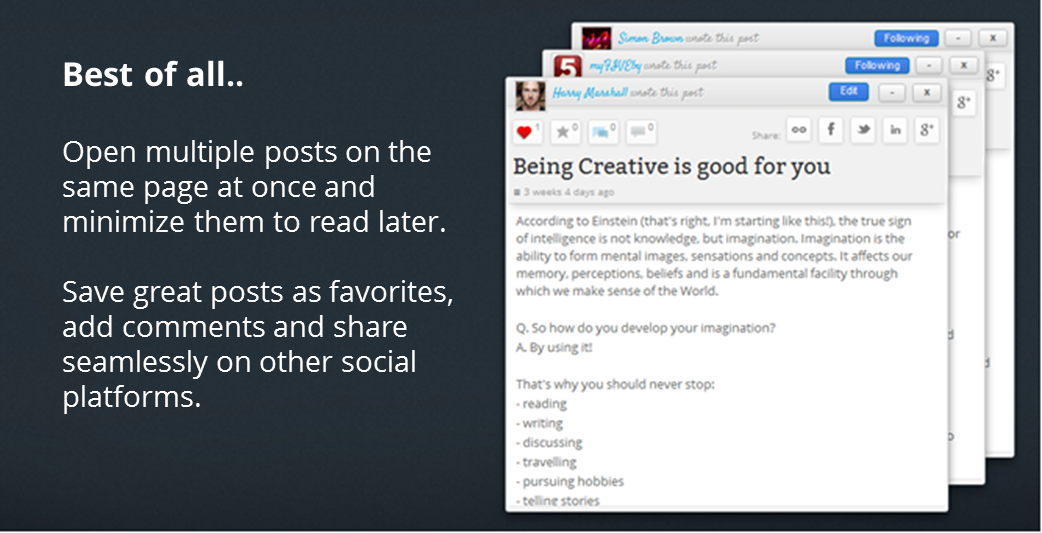 Best of all..
Open multiple posts on the
same page at once and
minimize them to read later.
Save great posts as favorites,
add comments and share
seamlessly on other social
platforms.
Simon Brown wrote this post
Following
-
x
8+
5
my5IVEby wrote this post
Following
-
x
8+
Harry Marshall wrote this post
Edit
-
x
1
0
0
0
Share:
f
in
8+
Being Creative is good for you
3 weeks 4 days ago
According to Einstein (that's right, I'm starting like this!), the true sign
of intelligence is not knowledge, but imagination. Imagination is the
ability to form mental images, sensations and concepts. It affects our
memory, perceptions, beliefs and is a fundamental facility through
which we make sense of the World.
Q. So how do you develop your imagination?
A. By using it!
That's why you should never stop:
- reading
- writing
- discussing
- travelling
- pursuing hobbies
- telling stories
or